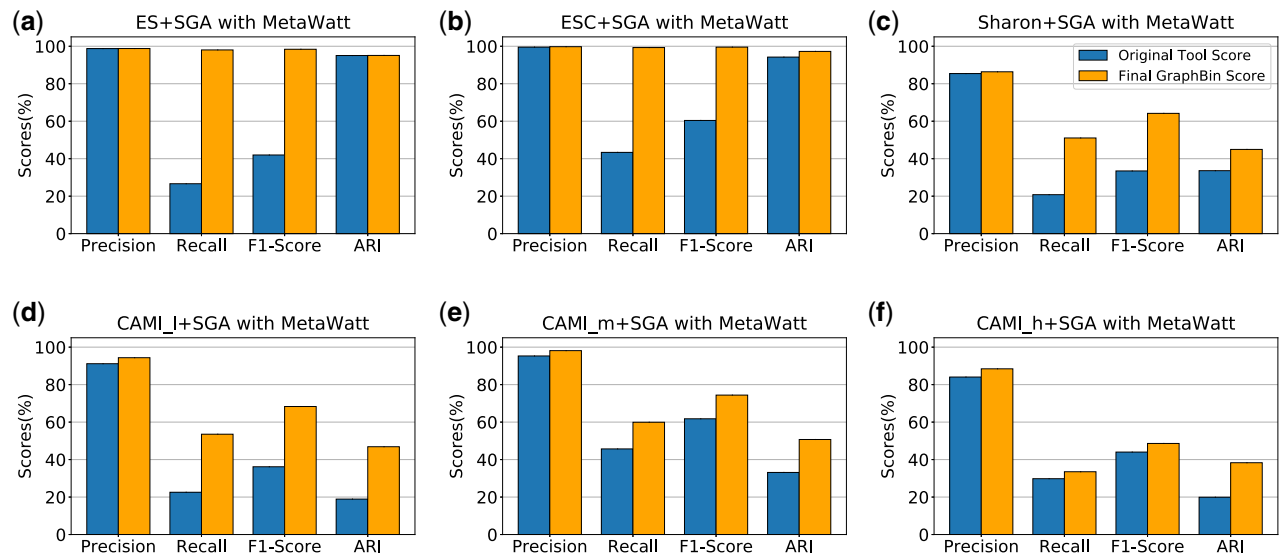 (a) ES+SGA with MetaWatt
100
80
60
40
20
0
Scores(%)
Precision Recall F1-Score ARI
(b) ESC+SGA with MetaWatt
100
80
60
40
20
0
Scores(%)
Precision Recall F1-Score ARI
(c) Sharon+SGA with MetaWatt
Original Tool Score
Final GraphBin Score
100
80
60
40
20
0
Scores(%)
Precision Recall F1-Score ARI
(d) CAMI_l+SGA with MetaWatt
100
80
60
40
20
0
Scores(%)
Precision Recall F1-Score ARI
(e) CAMI_m+SGA with MetaWatt
100
80
60
40
20
0
Scores(%)
Precision Recall F1-Score ARI
(f) CAMI_h+SGA with MetaWatt
100
80
60
40
20
0
Scores(%)
Precision Recall F1-Score ARI